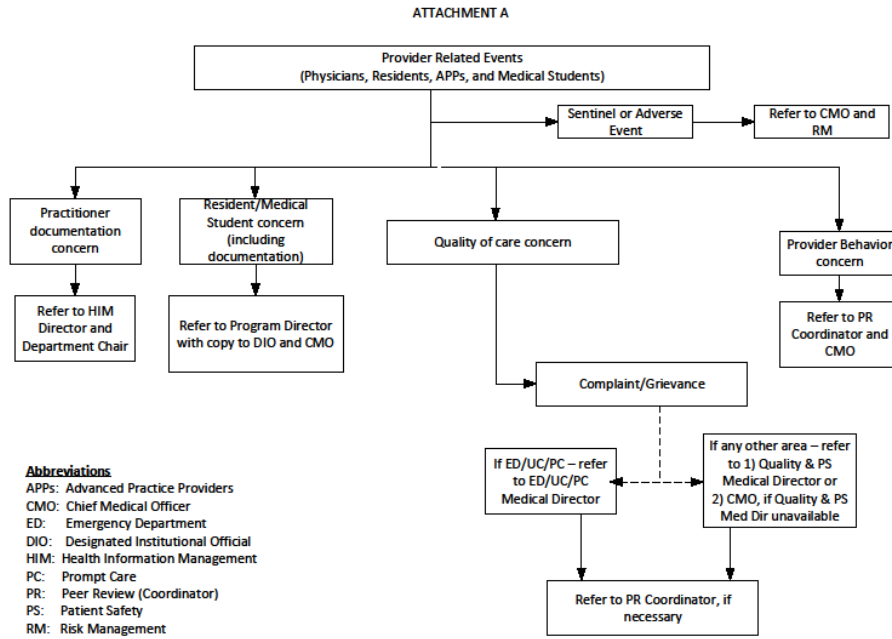 ATTACHMENT A
Provider Related Events
(Physicians, Residents, APPs, and Medical Students)
Sentinel or Adverse
Event
Refer to CMO and
RM
Practitioner
documentation
concern
Resident/Medical
Student concern
(including
documentation)
Quality of care concern
Provider Behavior
concern
Refer to HIM
Director and
Department Chair
Refer to Program Director
with copy to DIO and CMO
Refer to PR
Coordinator and
CMO
Complaint/Grievance
If ED/UC/PC – refer
to ED/UC/PC
Medical Director
If any other area – refer
to 1) Quality & PS
Medical Director or
2) CMO, if Quality & PS
Med Dir unavailable
Refer to PR Coordinator, if
necessary
Abbreviations
APPs: Advanced Practice Providers
CMO: Chief Medical Officer
ED: Emergency Department
DIO: Designated Institutional Official
HIM: Health Information Management
PC: Prompt Care
PR: Peer Review (Coordinator)
PS: Patient Safety
RM: Risk Management